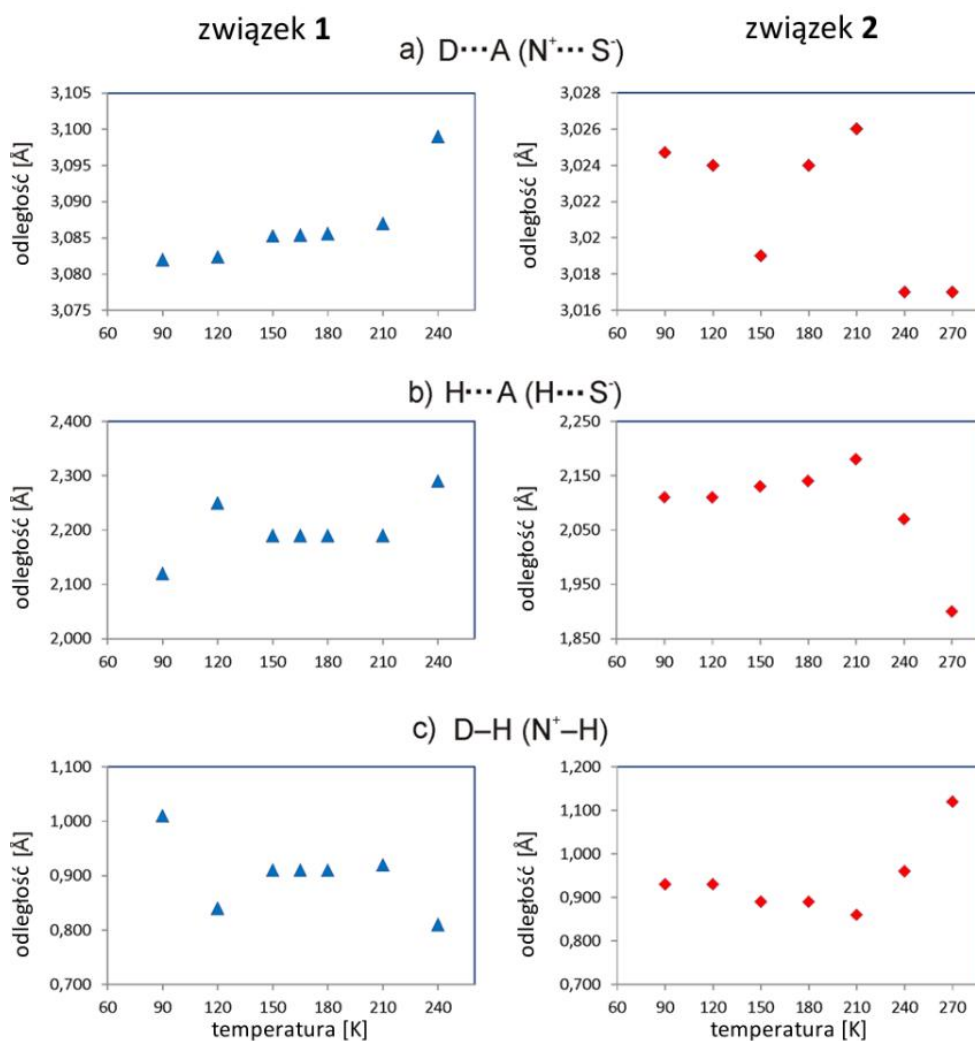 związek 1
związek 2
a) D···A (N⁺··· S⁻)
odległość [Å]
3,105
3,100
3,095
3,090
3,085
3,080
3,075
60 90 120 150 180 210 240
odległość [Å]
3,028
3,026
3,024
3,022
3,02
3,018
3,016
60 90 120 150 180 210 240 270
b) H···A (H··· S⁻)
odległość [Å]
2,400
2,300
2,200
2,100
2,000
60 90 120 150 180 210 240
odległość [Å]
2,250
2,150
2,050
1,950
1,850
60 90 120 150 180 210 240 270
c) D–H (N⁺–H)
odległość [Å]
1,100
1,000
0,900
0,800
0,700
60 90 120 150 180 210 240
temperatura [K]
odległość [Å]
1,200
1,100
1,000
0,900
0,800
0,700
60 90 120 150 180 210 240 270
temperatura [K]